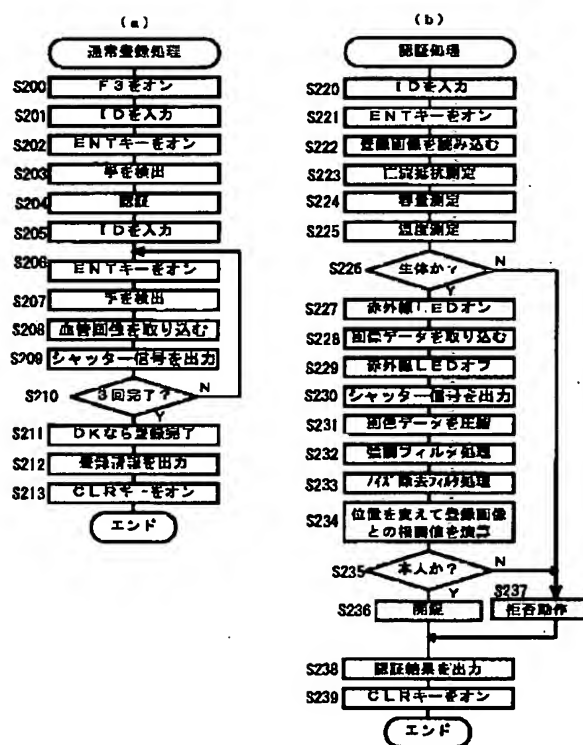 (a)
通常登録処理
S200 F3をオン
S201 IDを入力
S202 ENTキーをオン
S203 手を検出
S204 認証
S205 IDを入力
S206 ENTキーをオン
S207 手を検出
S208 血管画像を取り込む
S209 シャッター信号を出力
S210 3回完了? N
Y
S211 OKなら登録完了
S212 登録情報を出力
S213 CLRキーをオン
エンド
(b)
認証処理
S220 IDを入力
S221 ENTキーをオン
S222 登録画像を読み込む
S223 測定
S224 容量測定
S225 温度測定
S226 生体か? N
Y
S227 赤外線LEDオン
S228 画像データを取り込む
S229 赤外線LEDオフ
S230 シャッター信号を出力
S231 画像データを圧縮
S232 強調フィルタ処理
S233 ノイズ除去フィルタ処理
S234 位置を変えて登録画像
との相関値を演算
S235 本人か? N
Y
S236 開錠
S237 拒否動作
S238 認証結果を出力
S239 CLRキーをオン
エンド